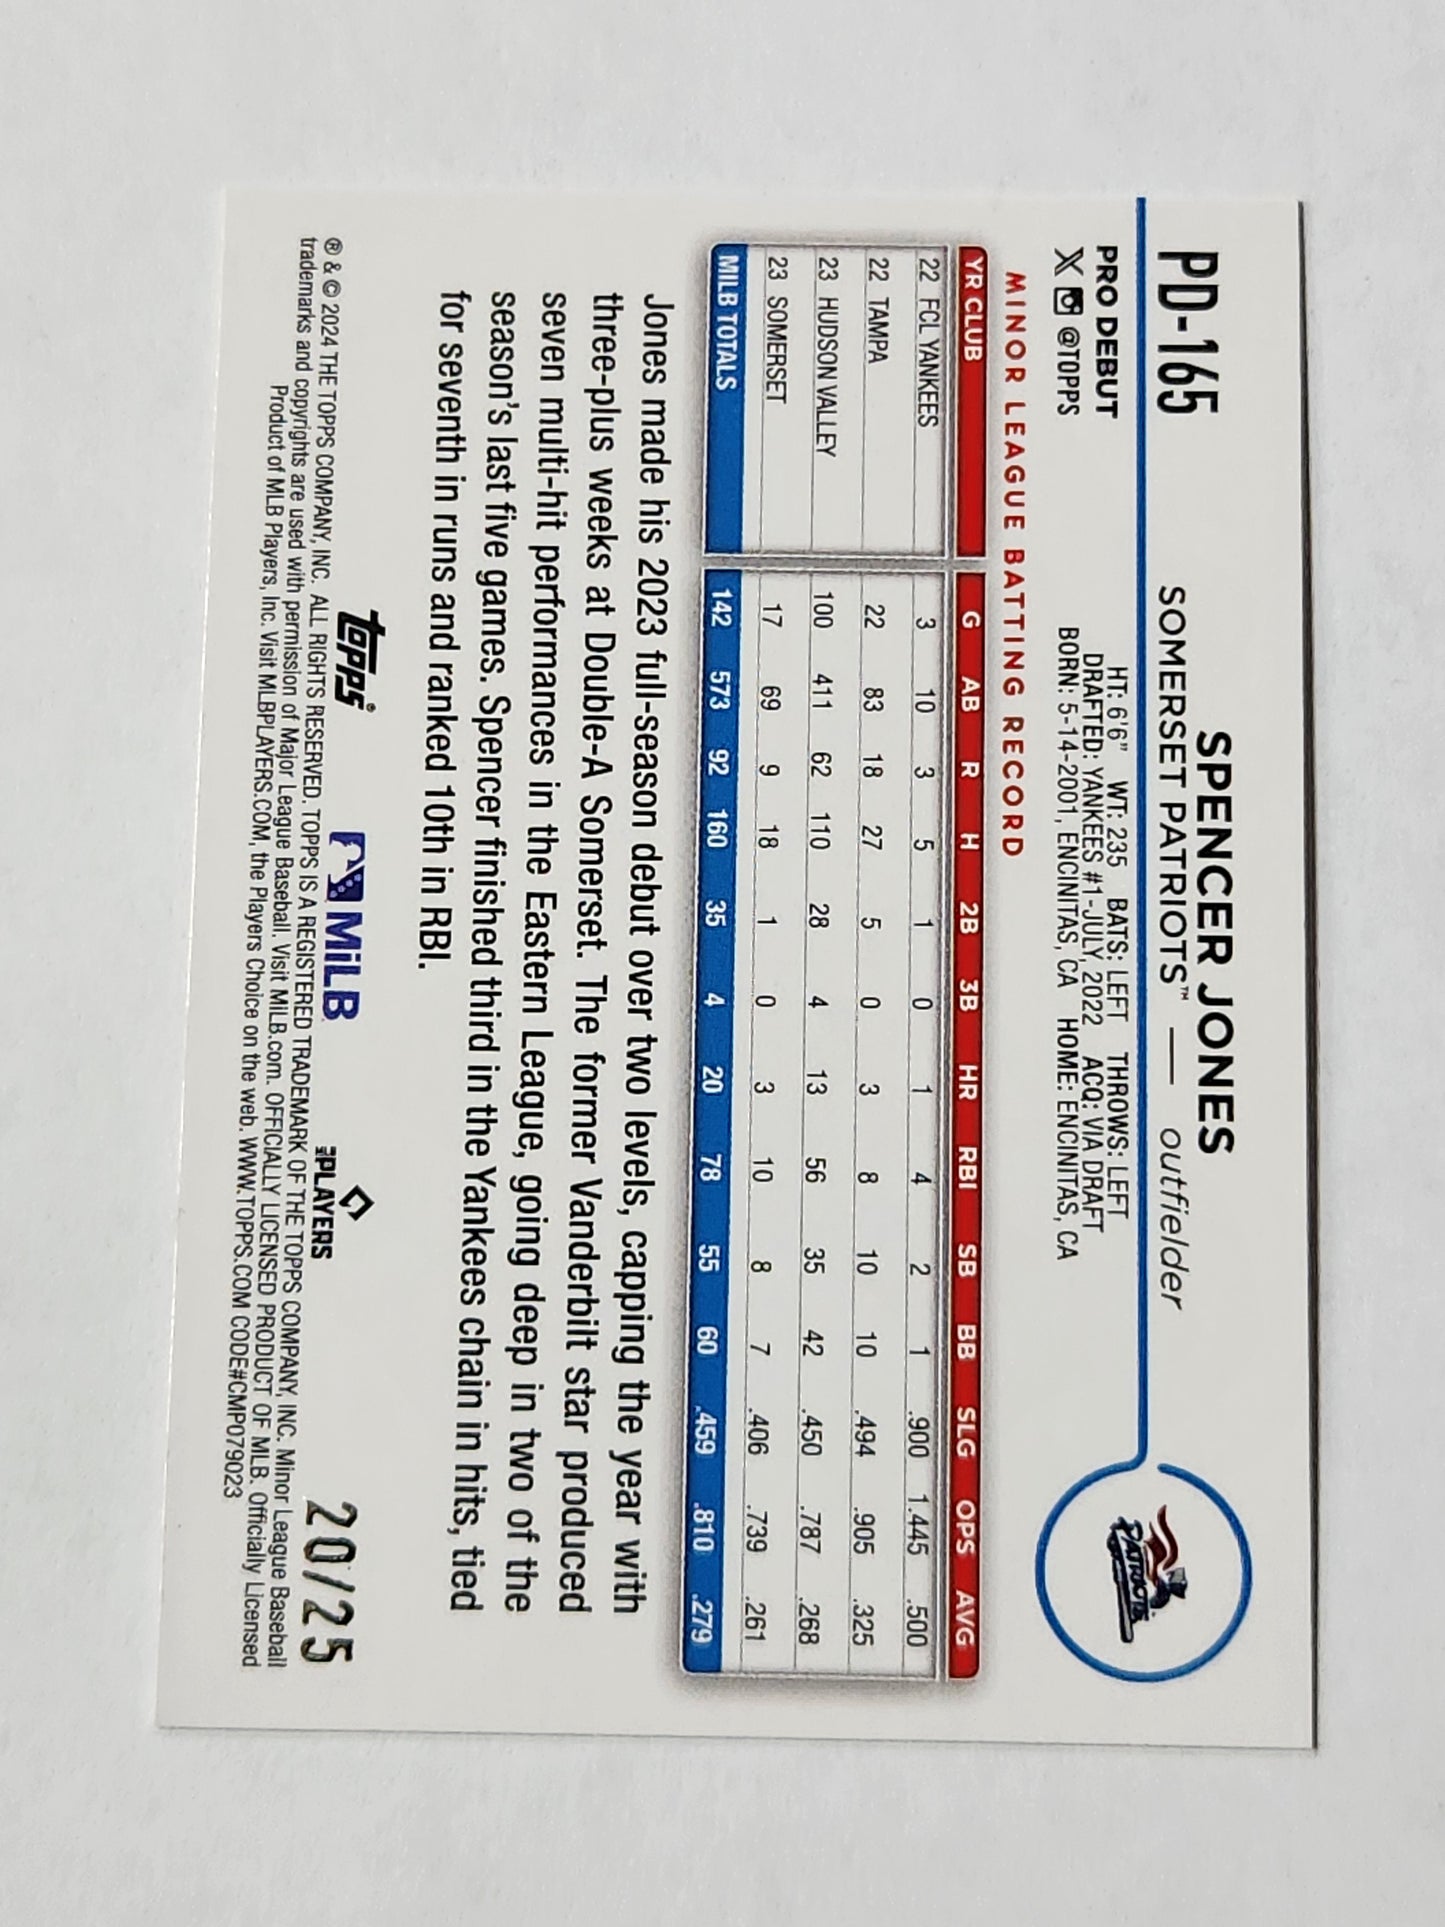 PD-165
SPENCER JONES
SOMERSET PATRIOTS™ — outfielder
PRO DEBUT
@TOPPS
HT: 6'6" WT: 235 BATS: LEFT THROWS: LEFT
DRAFTED: YANKEES #1-JULY, 2022 ACQ: VIA DRAFT
BORN: 5-14-2001, ENCINITAS, CA HOME: ENCINITAS, CA
PATRIOTS
MINOR LEAGUE BATTING RECORD
YR CLUB G AB R H 2B 3B HR RBI SB BB SLG OPS AVG
22 FCL YANKEES 3 10 3 5 1 0 1 4 2 1 .900 1.445 .500
22 TAMPA 22 83 18 27 5 0 3 8 10 10 .494 .905 .325
23 HUDSON VALLEY 100 411 62 110 28 4 13 56 35 42 .450 .787 .268
23 SOMERSET 17 69 9 18 1 0 3 10 8 7 .406 .739 .261
MILB TOTALS 142 573 92 160 35 4 20 78 55 60 .459 .810 .279
Jones made his 2023 full-season debut over two levels, capping the year with
three-plus weeks at Double-A Somerset. The former Vanderbilt star produced
seven multi-hit performances in the Eastern League, going deep in two of the
season's last five games. Spencer finished third in the Yankees chain in hits, tied
for seventh in runs and ranked 10th in RBI.
topps® MiLB PLAYERS
20/25
® & © 2024 THE TOPPS COMPANY, INC. ALL RIGHTS RESERVED. TOPPS IS A REGISTERED TRADEMARK OF THE TOPPS COMPANY, INC. Minor League Baseball
trademarks and copyrights are used with permission of Major League Baseball. Visit MILB.com. OFFICIALLY LICENSED PRODUCT OF MLB. Officially Licensed
Product of MLB Players, Inc. Visit MLBPLAYERS.COM, the Players Choice on the web. WWW.TOPPS.COM CODE#CMP079023